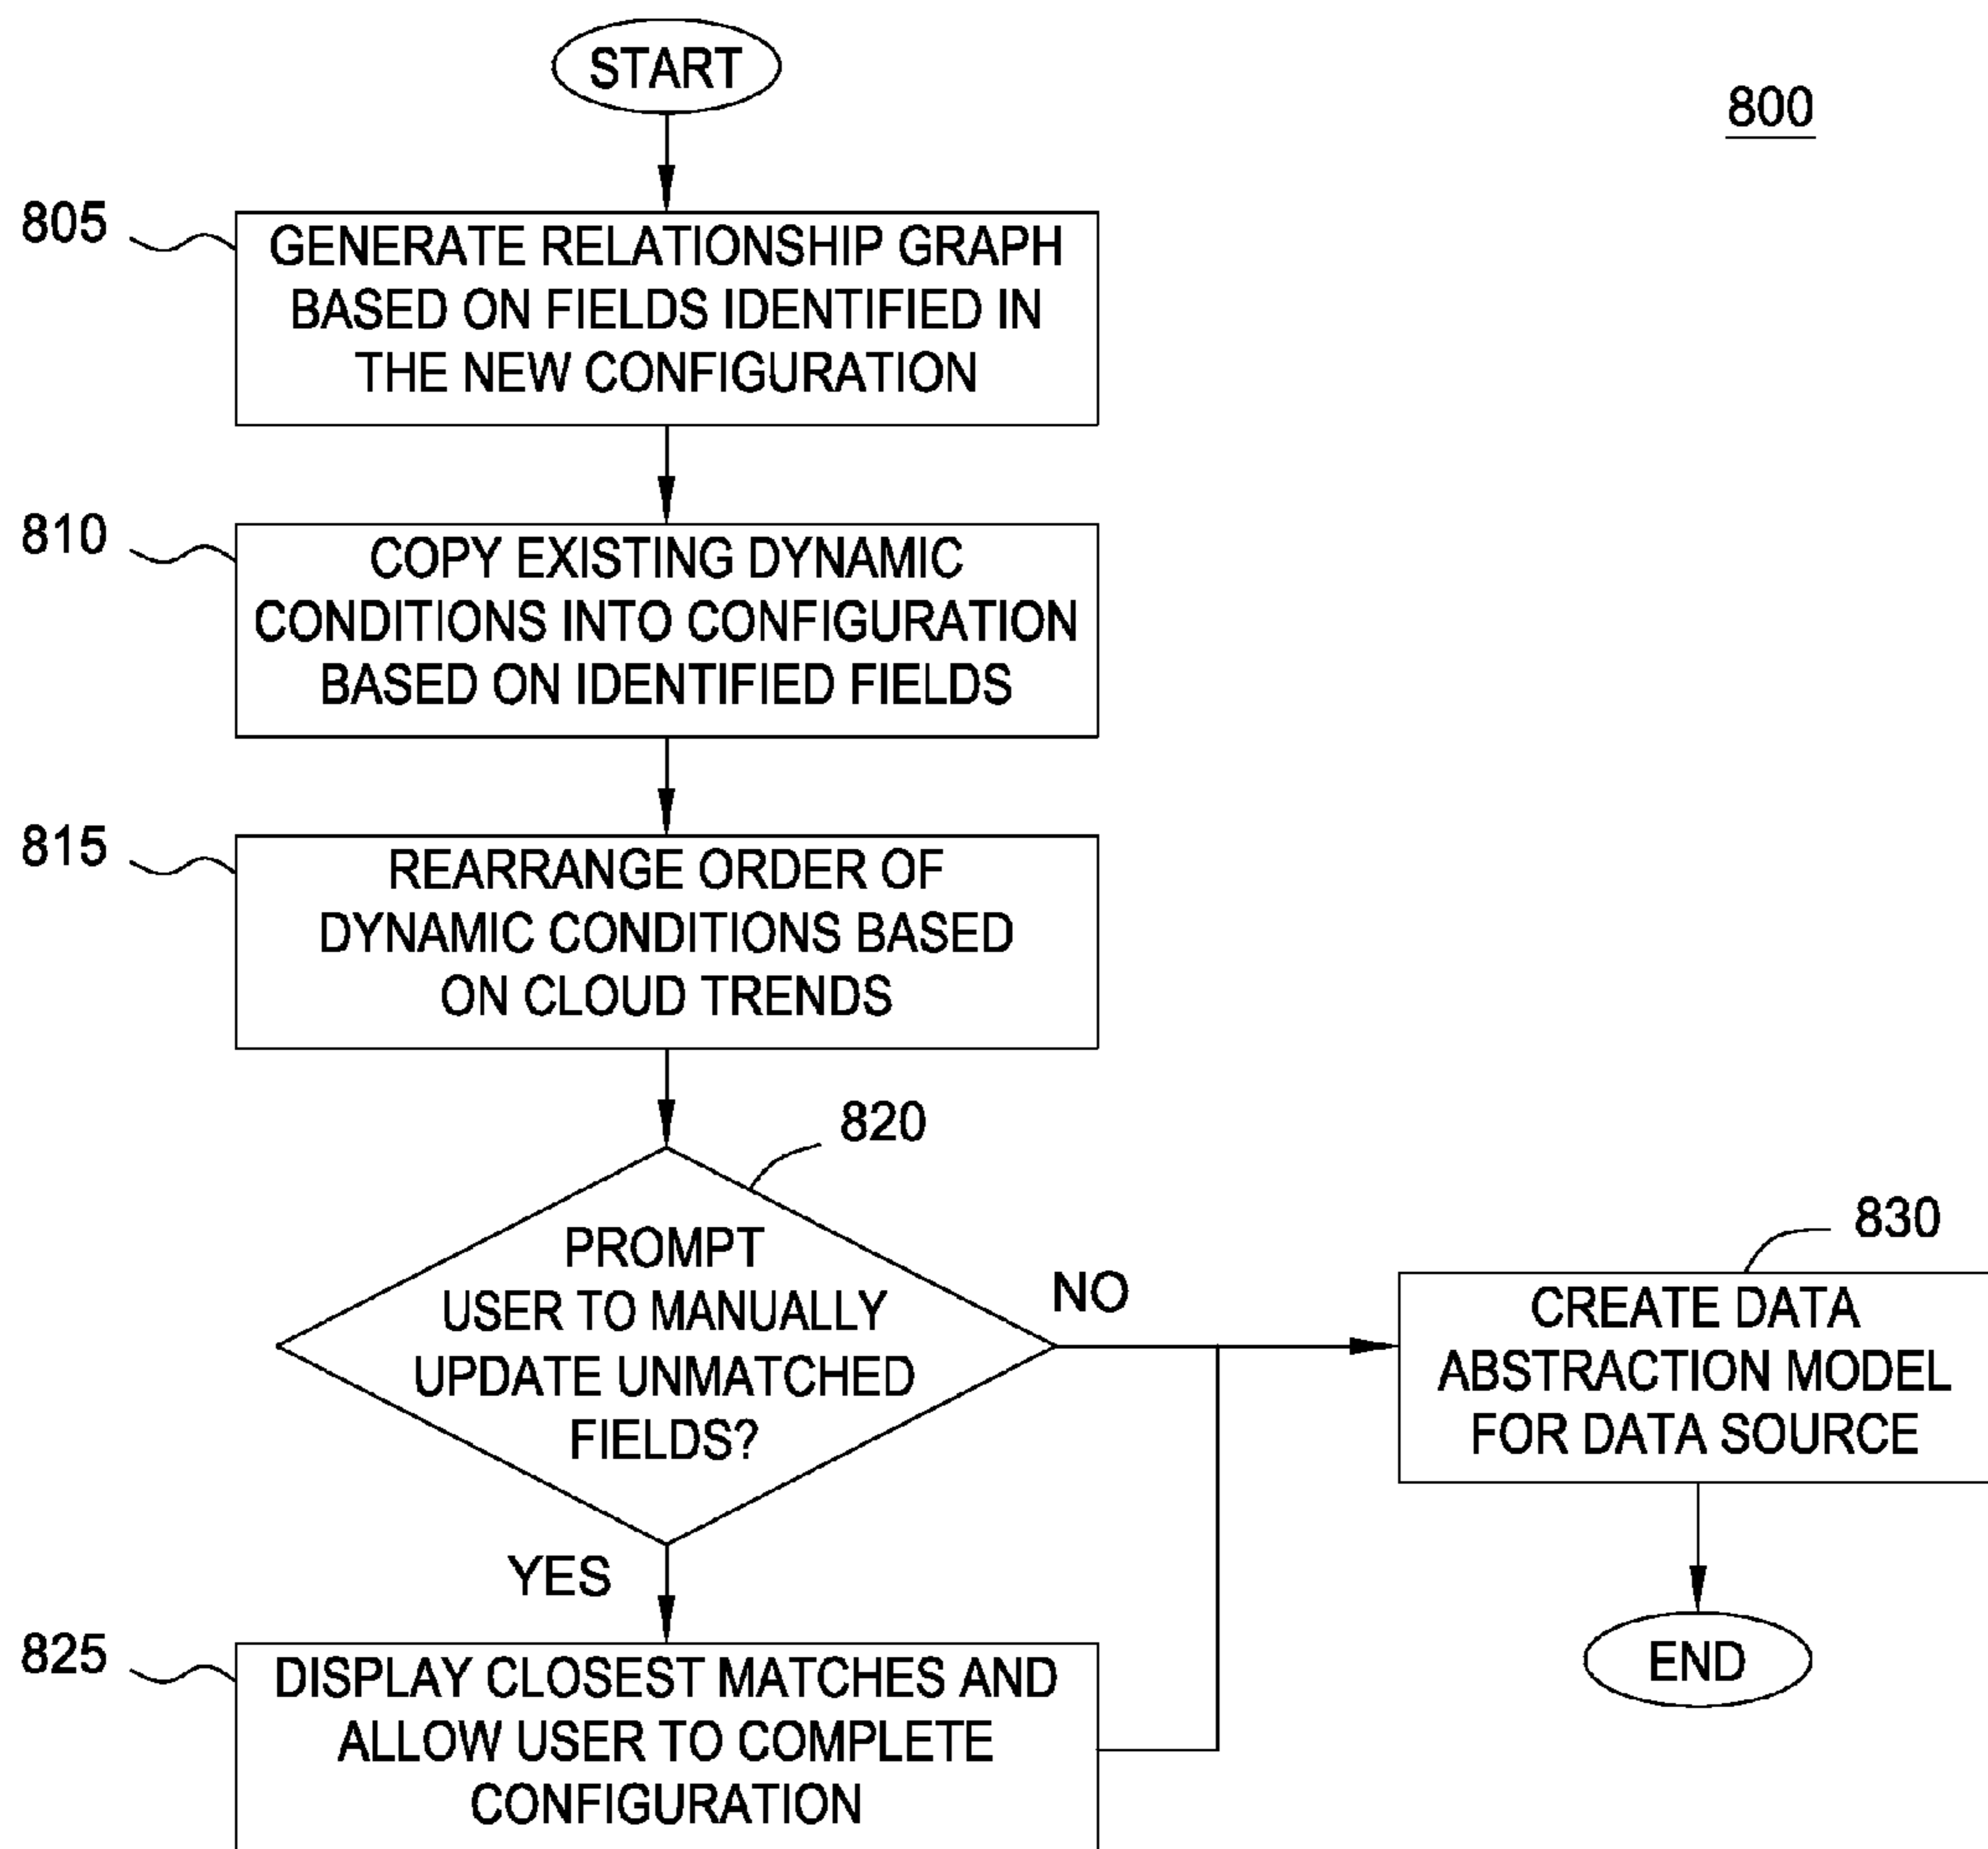 START
800
805
GENERATE RELATIONSHIP GRAPH
BASED ON FIELDS IDENTIFIED IN
THE NEW CONFIGURATION
810
COPY EXISTING DYNAMIC
CONDITIONS INTO CONFIGURATION
BASED ON IDENTIFIED FIELDS
815
REARRANGE ORDER OF
DYNAMIC CONDITIONS BASED
ON CLOUD TRENDS
820
PROMPT
USER TO MANUALLY
UPDATE UNMATCHED
FIELDS?
NO
YES
825
DISPLAY CLOSEST MATCHES AND
ALLOW USER TO COMPLETE
CONFIGURATION
830
CREATE DATA
ABSTRACTION MODEL
FOR DATA SOURCE
END